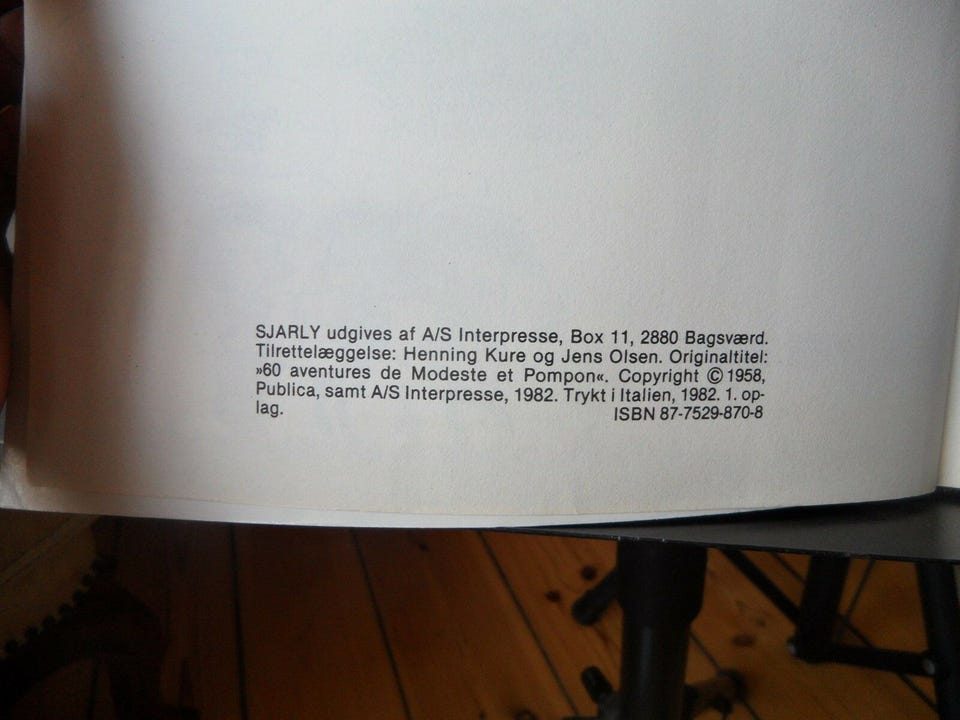 SJARLY udgives af A/S Interpresse, Box 11, 2880 Bagsværd.
Tilrettelæggelse: Henning Kure og Jens Olsen. Originaltitel:
»60 aventures de Modeste et Pompon«. Copyright © 1958,
Publica, samt A/S Interpresse, 1982. Trykt i Italien, 1982. 1. op-
lag. ISBN 87-7529-870-8